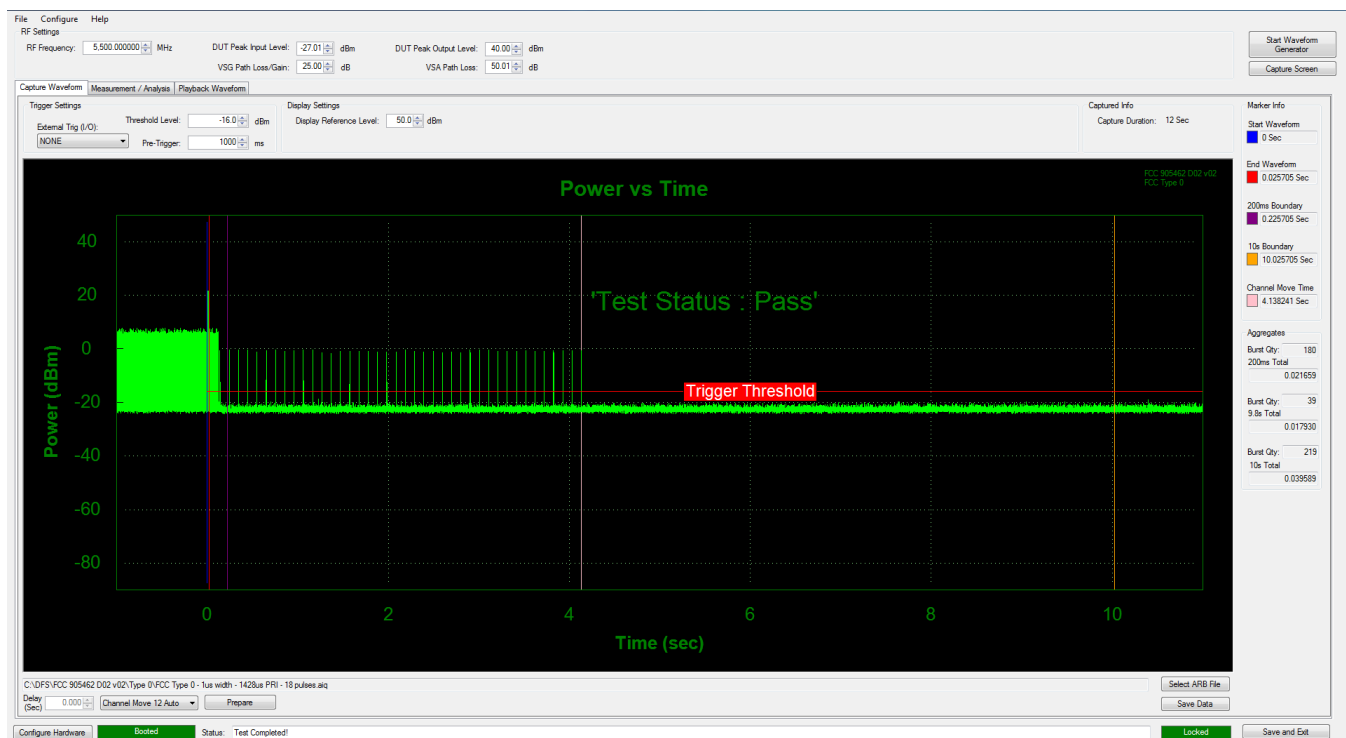 File Configure Help
RF Settings
RF Frequency: 5,500.000000 MHz DUT Peak Input Level: -27.01 dBm DUT Peak Output Level: 40.00 dBm
VSG Path Loss/Gain: 25.00 dB VSA Path Loss: 50.01 dB
Start Waveform
Generator
Capture Screen
Capture Waveform Measurement / Analysis Playback Waveform
Trigger Settings
External Trig (I/O):
NONE
Threshold Level: -16.0 dBm
Pre-Trigger: 1000 ms
Display Settings
Display Reference Level: 50.0 dBm
Captured Info
Capture Duration: 12 Sec
Marker Info
Start Waveform
0 Sec
End Waveform
0.025705 Sec
200ms Boundary
0.225705 Sec
10s Boundary
10.025705 Sec
Channel Move Time
4.138241 Sec
Aggregates
Burst Qty: 180
200ms Total
0.021659
Burst Qty: 39
9.8s Total
0.017930
Burst Qty: 219
10s Total
0.039589
FCC 905462 D02 v02
FCC Type 0
Power vs Time
'Test Status : Pass'
Trigger Threshold
Power (dBm)
40
20
0
-20
-40
-60
-80
0 2 4 6 8 10
Time (sec)
C:\DFS\FCC 905462 D02 v02\Type 0\FCC Type 0 - 1us width - 1428us PRI - 18 pulses.aiq
Select ARB File
Delay
(Sec) 0.000 Channel Move 12 Auto Prepare
Save Data
Configure Hardware Booted Status: Test Completed! Locked Save and Exit